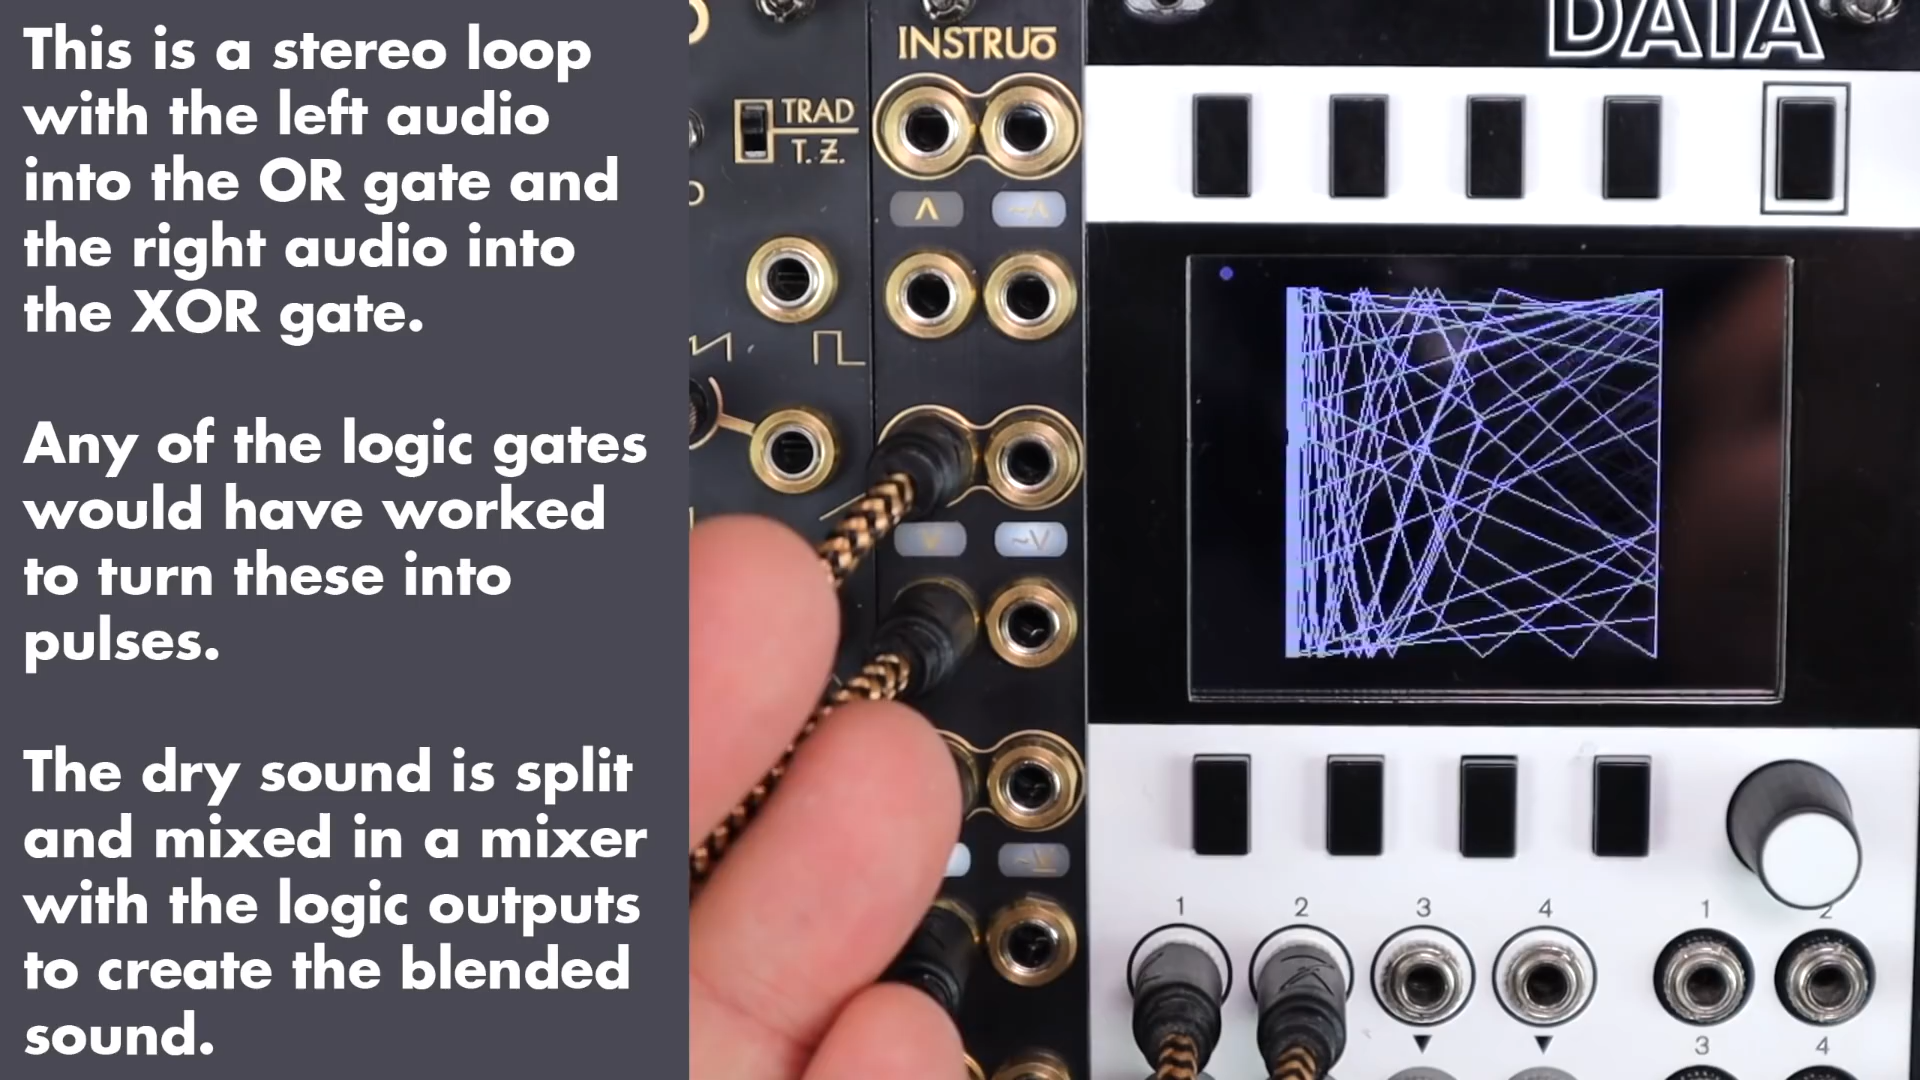 This is a stereo loop
with the left audio
into the OR gate and
the right audio into
the XOR gate.
Any of the logic gates
would have worked
to turn these into
pulses.
The dry sound is split
and mixed in a mixer
with the logic outputs
to create the blended
sound.
INSTRUŌ
TRAD
T. Z.
Λ
~Λ
V
~V
DATA
1
2
3
4
1
2
3
4